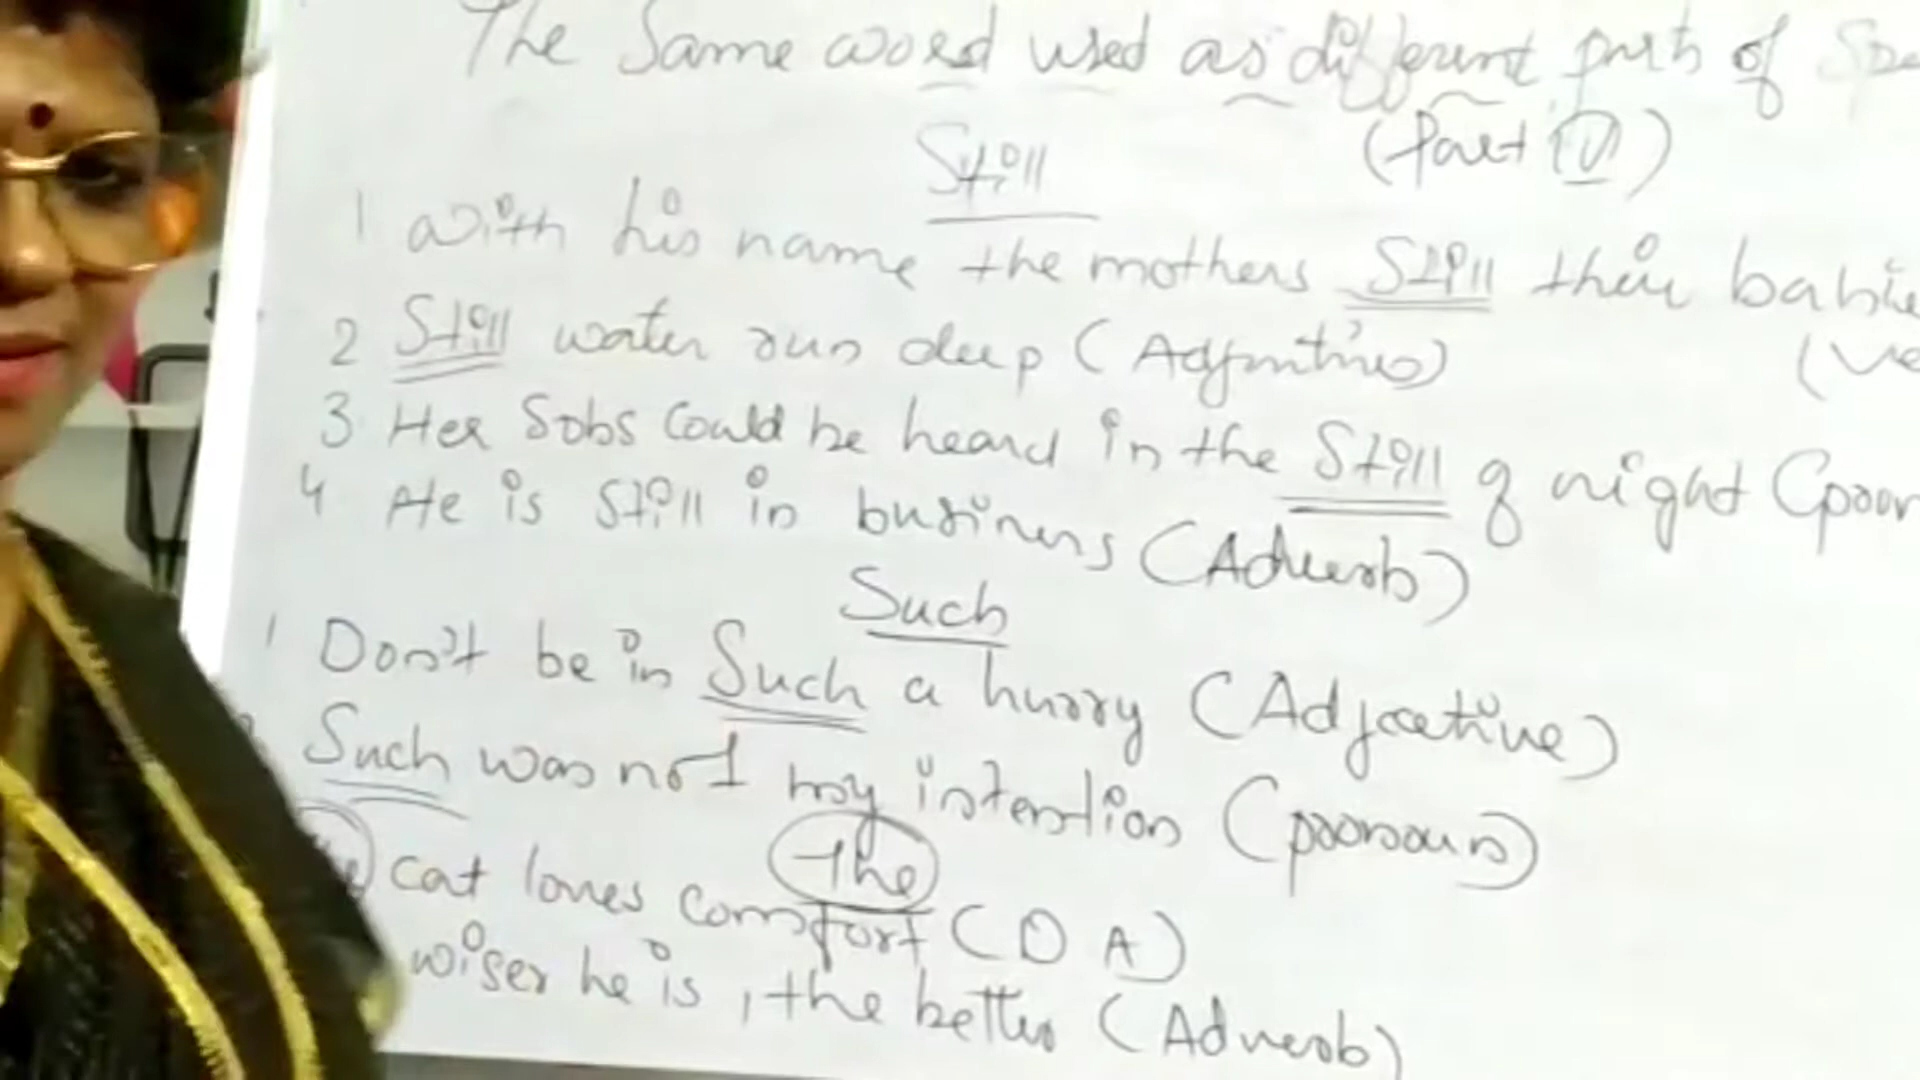 The Same word used as different parts of Spe
(Part IV)
Still
1 with his name the mothers Still their babie
(Ve
2 Still water run deep (Adjective)
3 Her Sobs Could be heard in the Still of night (noun
4 He is Still in business (Adverb)
Such
1 Don't be in Such a hurry (Adjective)
Such was not my intention (pronoun)
The
cat loves Comfort (D A)
wiser he is, the better (Adverb)